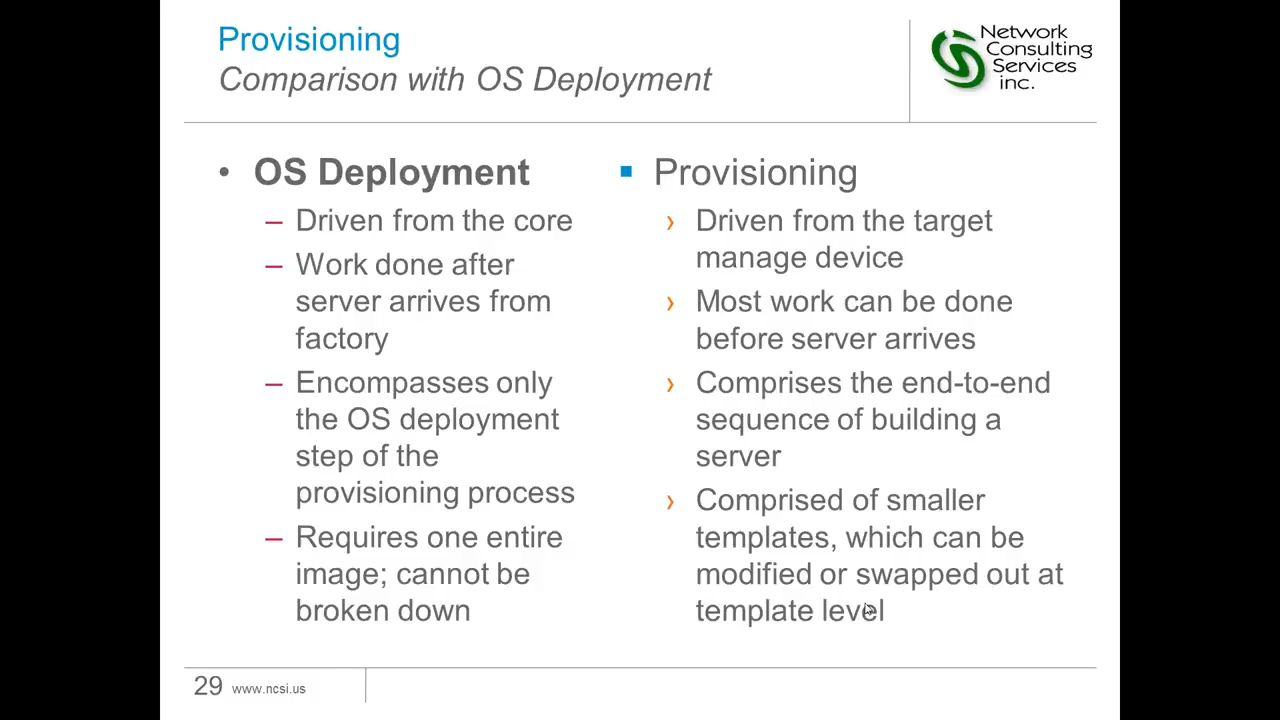 Provisioning
Comparison with OS Deployment
Network
Consulting
Services
inc.
• OS Deployment
– Driven from the core
– Work done after
server arrives from
factory
– Encompasses only
the OS deployment
step of the
provisioning process
– Requires one entire
image; cannot be
broken down
▪ Provisioning
› Driven from the target
manage device
› Most work can be done
before server arrives
› Comprises the end-to-end
sequence of building a
server
› Comprised of smaller
templates, which can be
modified or swapped out at
template level
29 www.ncsi.us